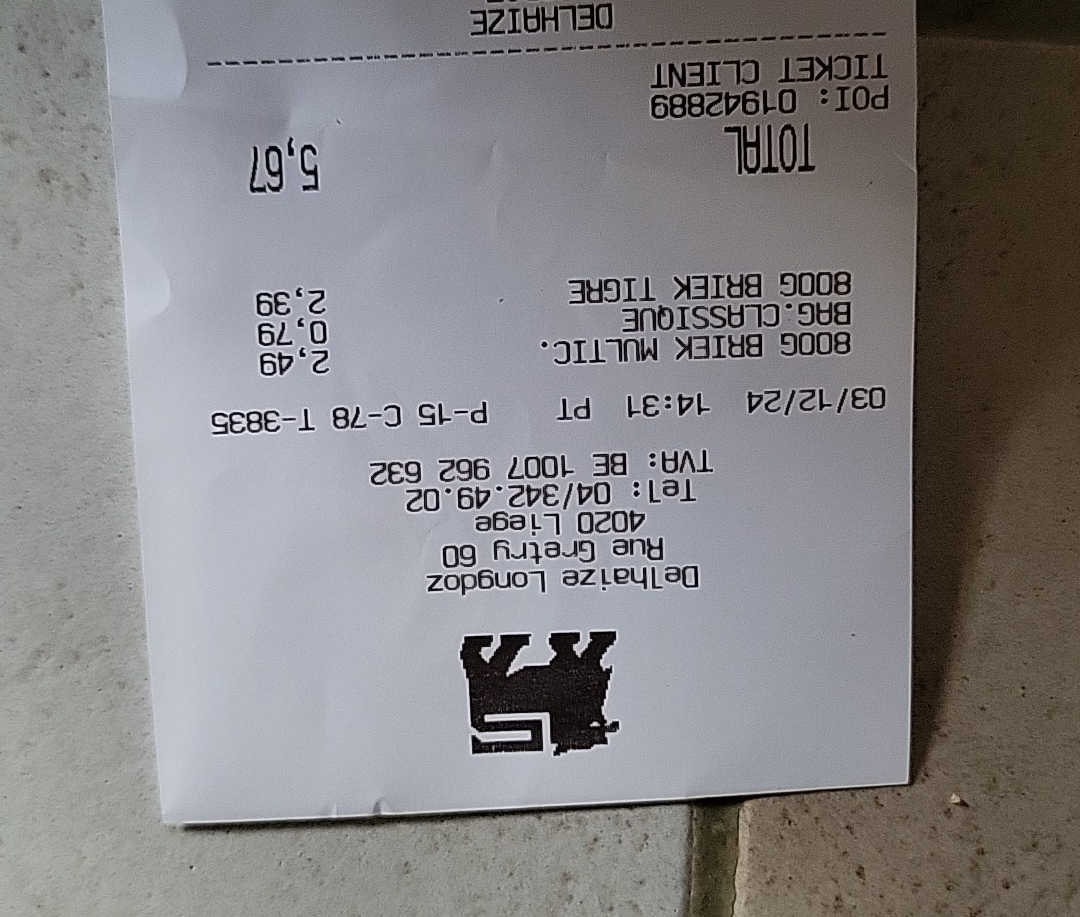 Delhaize Longdoz
Rue Gretry 60
4020 Liege
Tel: 04/342.49.02
TVA: BE 1007 962 632
03/12/24 14:31 PT P-15 C-78 T-3835
800G BRIEK MULTIC. 2,49
BAG.CLASSIQUE 0,79
800G BRIEK TIGRE 2,39
TOTAL 5,67
POI: 01942889
TICKET CLIENT
DELHAIZE